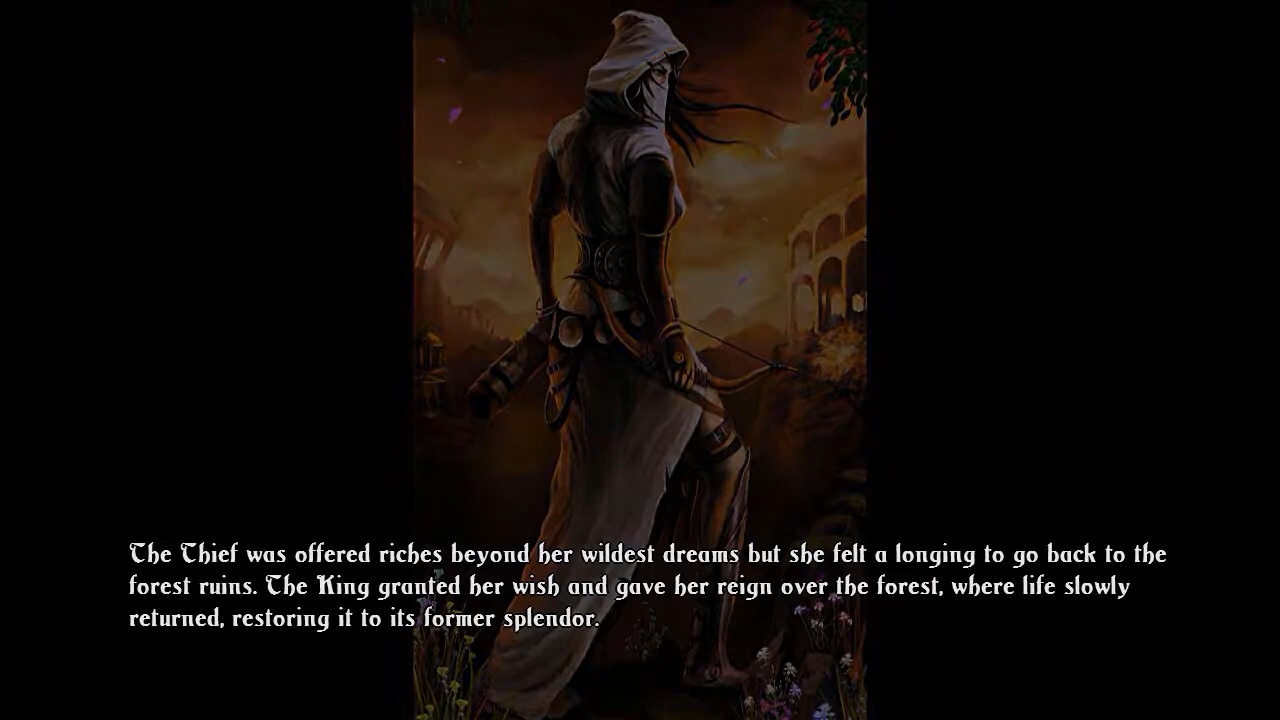 The Thief was offered riches beyond her wildest dreams but she felt a longing to go back to the
forest ruins. The King granted her wish and gave her reign over the forest, where life slowly
returned, restoring it to its former splendor.